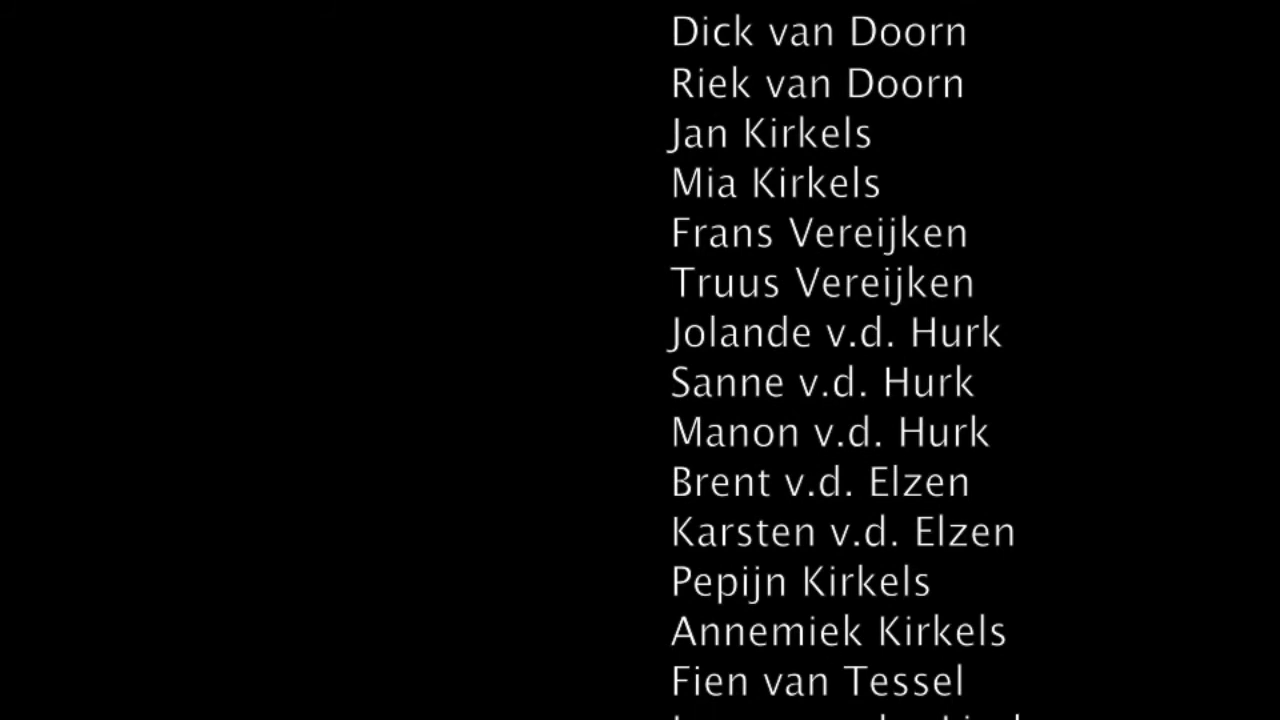 Dick van Doorn
Riek van Doorn
Jan Kirkels
Mia Kirkels
Frans Vereijken
Truus Vereijken
Jolande v.d. Hurk
Sanne v.d. Hurk
Manon v.d. Hurk
Brent v.d. Elzen
Karsten v.d. Elzen
Pepijn Kirkels
Annemiek Kirkels
Fien van Tessel